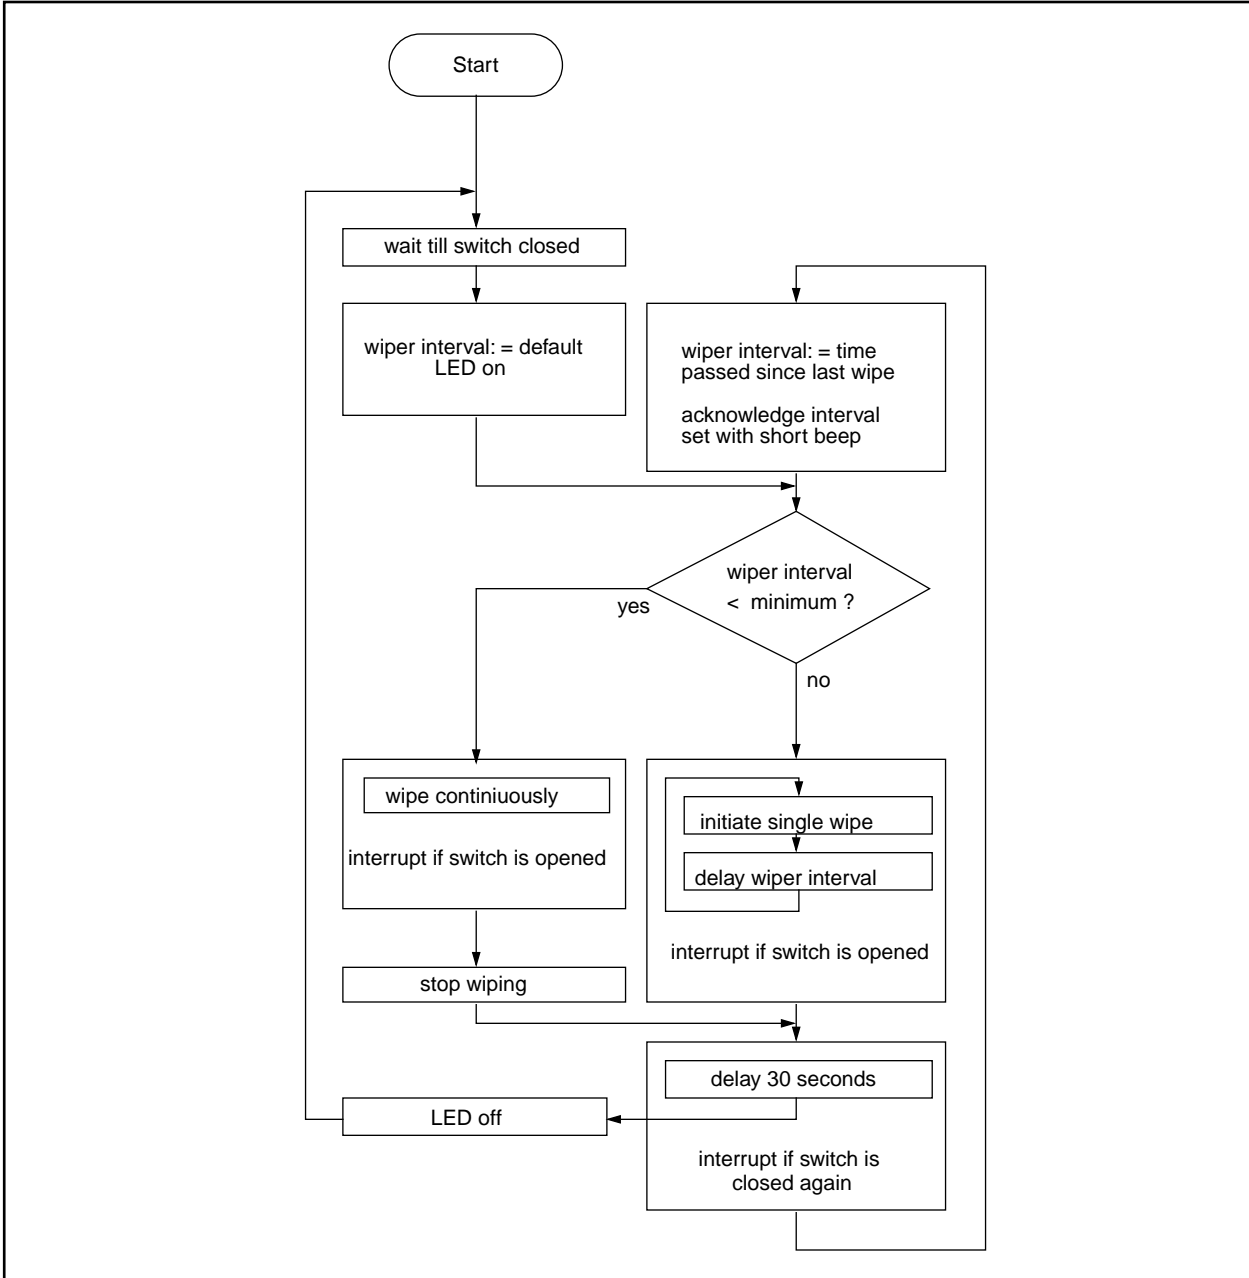 Start
wait till switch closed
wiper interval: = default
LED on
wiper interval: = time
passed since last wipe
acknowledge interval
set with short beep
wiper interval
< minimum ?
yes
no
wipe continiuously
interrupt if switch is opened
initiate single wipe
delay wiper interval
interrupt if switch is opened
stop wiping
delay 30 seconds
LED off
interrupt if switch is
closed again